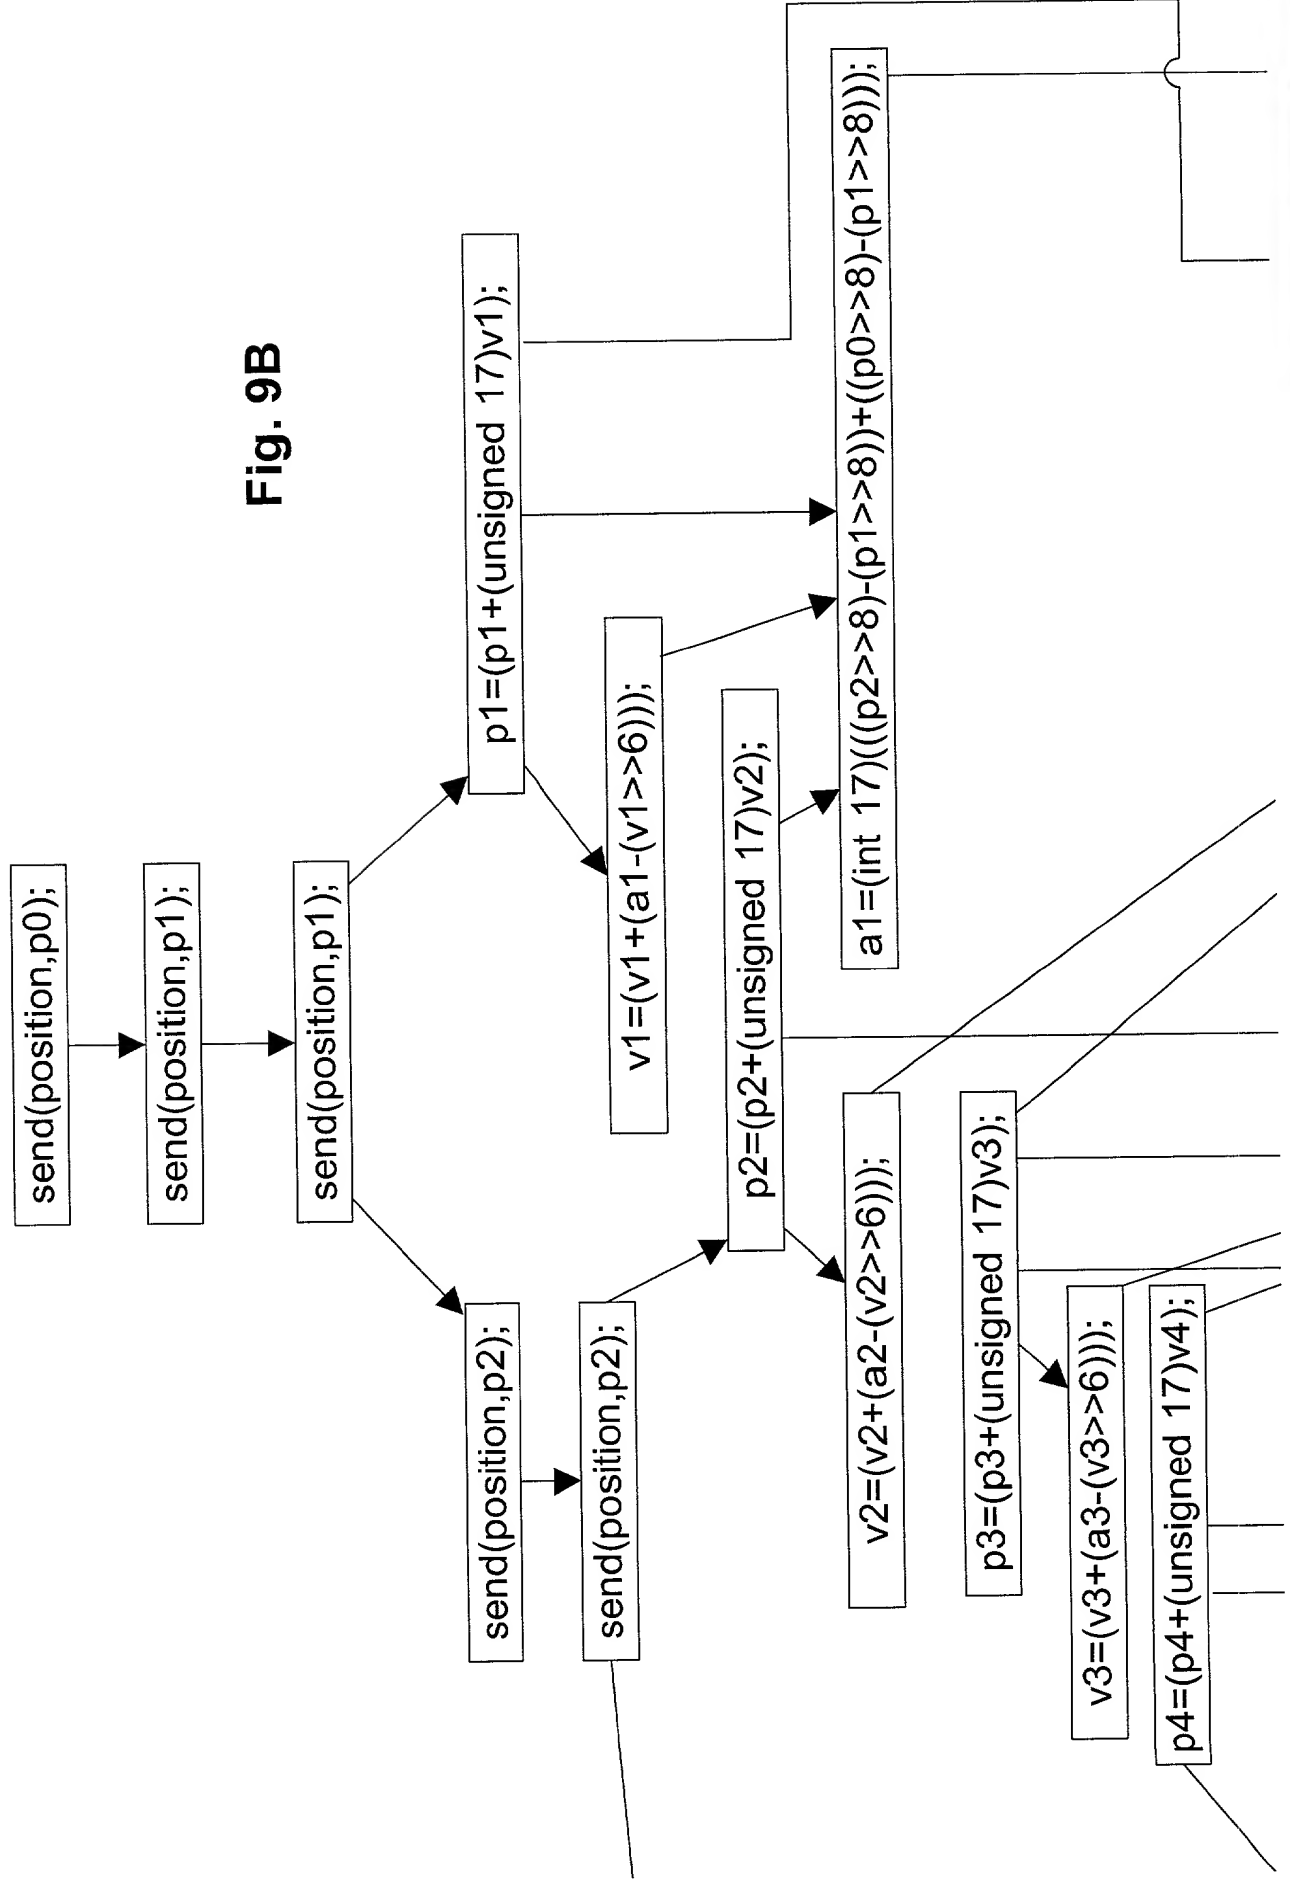 Fig. 9B
send(position,p0);
send(position,p1);
send(position,p1);
p1=(p1+(unsigned 17)v1);
send(position,p2);
send(position,p2);
v1=(v1+(a1-(v1>>6)));
p2=(p2+(unsigned 17)v2);
a1=(int 17)(((p2>>8)-(p1>>8))+((p0>>8)-(p1>>8)));
v2=(v2+(a2-(v2>>6)));
p3=(p3+(unsigned 17)v3);
v3=(v3+(a3-(v3>>6)));
p4=(p4+(unsigned 17)v4);